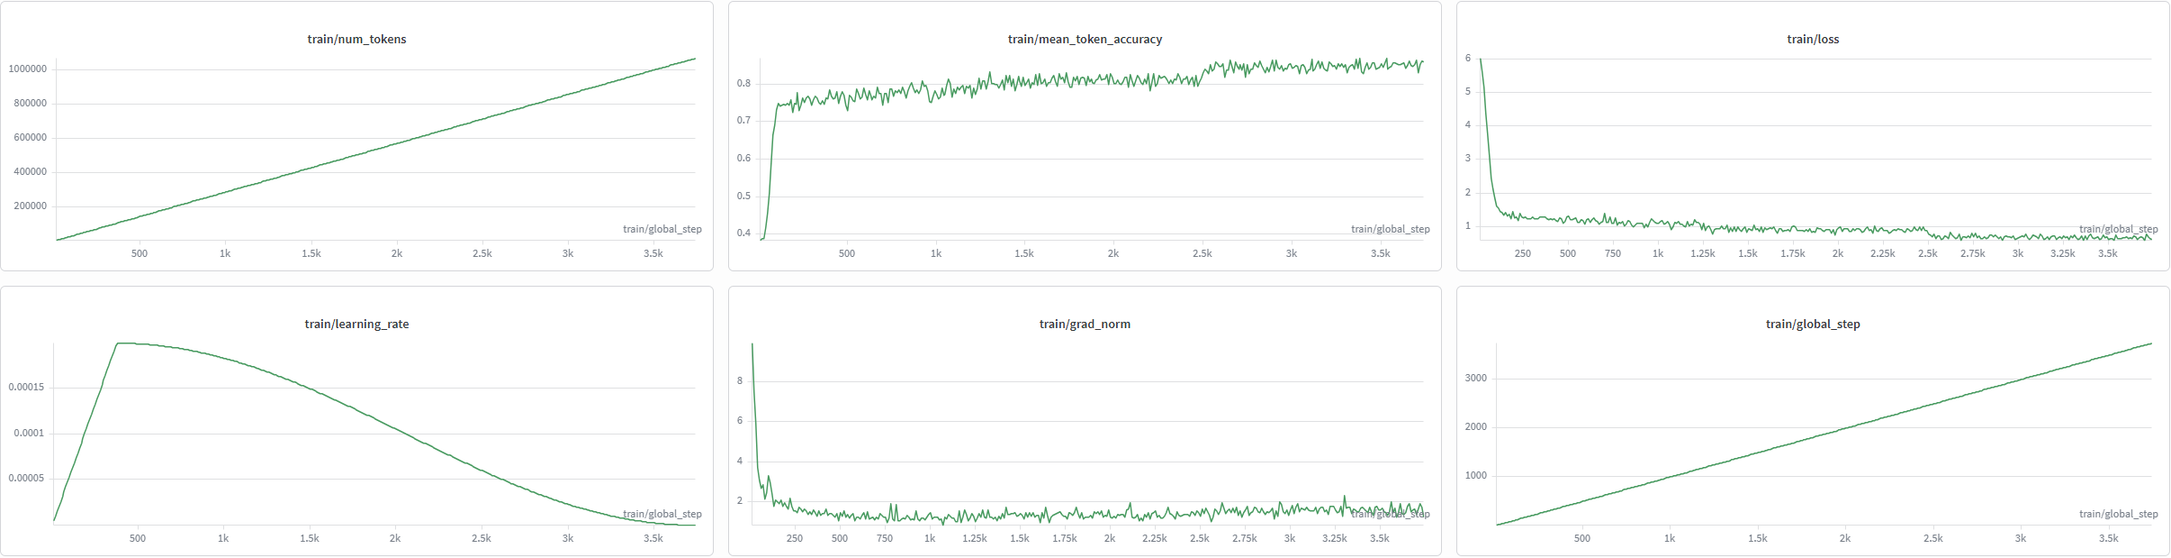 train/num_tokens
1000000
800000
600000
400000
200000
train/global_step
500 1k 1.5k 2k 2.5k 3k 3.5k
train/mean_token_accuracy
0.8
0.7
0.6
0.5
0.4
train/global_step
500 1k 1.5k 2k 2.5k 3k 3.5k
train/loss
6
5
4
3
2
1
train/global_step
250 500 750 1k 1.25k 1.5k 1.75k 2k 2.25k 2.5k 2.75k 3k 3.25k 3.5k
train/learning_rate
0.00015
0.0001
0.00005
train/global_step
500 1k 1.5k 2k 2.5k 3k 3.5k
train/grad_norm
8
6
4
2
train/global_step
250 500 750 1k 1.25k 1.5k 1.75k 2k 2.25k 2.5k 2.75k 3k 3.25k 3.5k
train/global_step
3000
2000
1000
train/global_step
500 1k 1.5k 2k 2.5k 3k 3.5k